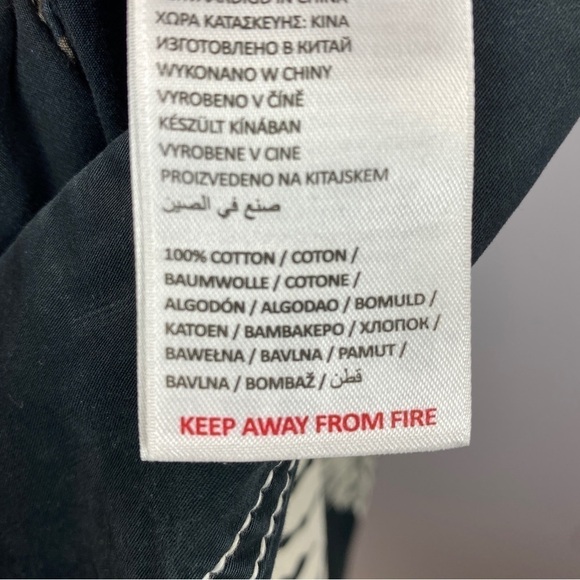 ΧΩΡΑ ΚΑΤΑΣΚΕΥΗΣ: ΚΙΝΑ
ИЗГОТОВЛЕНО В КИТАЙ
WYKONANO W CHINY
VYROBENO V ČÍNĚ
KÉSZÜLT KÍNÁBAN
VYROBENE V CINE
PROIZVEDENO NA KITAJSKEM
صنع في الصين
100% COTTON / COTON /
BAUMWOLLE / COTONE /
ALGODÓN / ALGODAO / BOMULD /
KATOEN / ΒΑΜΒΑΚΕΡΟ / ХЛОПОК /
BAWEŁNA / BAVLNA / PAMUT /
BAVLNA / BOMBAŽ / قطن
KEEP AWAY FROM FIRE